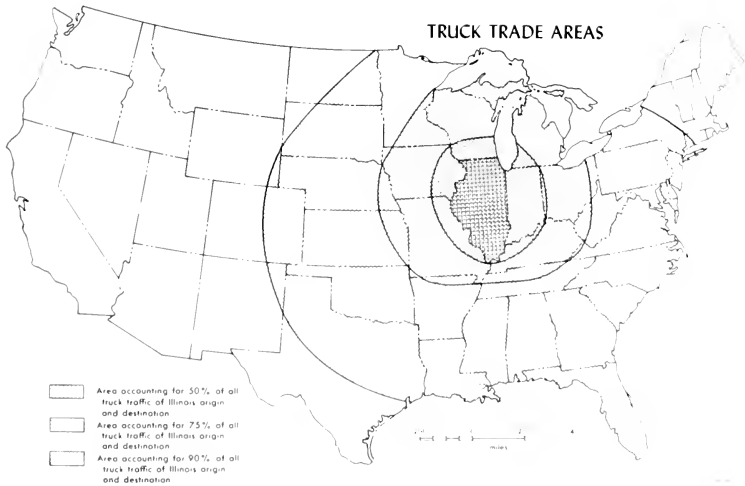 TRUCK TRADE AREAS
Area accounting for 50% of all
truck traffic of Illinois origin
and destination
Area accounting for 75% of all
truck traffic of Illinois origin
and destination
Area accounting for 90% of all
truck traffic of Illinois origin
and destination
miles